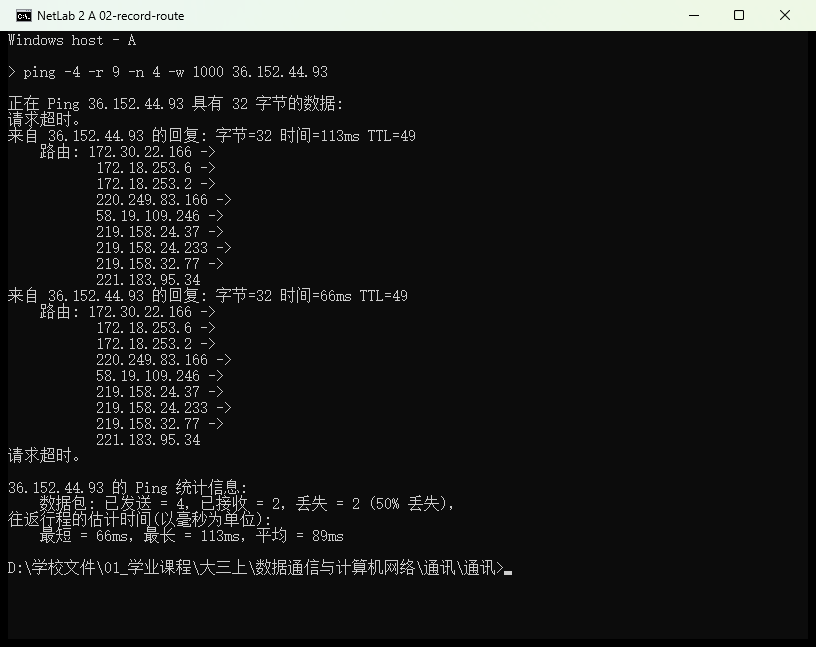 NetLab 2 A 02-record-route
Windows host - A
> ping -4 -r 9 -n 4 -w 1000 36.152.44.93
正在 Ping 36.152.44.93 具有 32 字节的数据:
请求超时。
来自 36.152.44.93 的回复: 字节=32 时间=113ms TTL=49
路由: 172.30.22.166 ->
172.18.253.6 ->
172.18.253.2 ->
220.249.83.166 ->
58.19.109.246 ->
219.158.24.37 ->
219.158.24.233 ->
219.158.32.77 ->
221.183.95.34
来自 36.152.44.93 的回复: 字节=32 时间=66ms TTL=49
路由: 172.30.22.166 ->
172.18.253.6 ->
172.18.253.2 ->
220.249.83.166 ->
58.19.109.246 ->
219.158.24.37 ->
219.158.24.233 ->
219.158.32.77 ->
221.183.95.34
请求超时。
36.152.44.93 的 Ping 统计信息:
数据包: 已发送 = 4，已接收 = 2，丢失 = 2 (50% 丢失)，
往返行程的估计时间(以毫秒为单位):
最短 = 66ms，最长 = 113ms，平均 = 89ms
D:\学校文件\01_学业课程\大三上\数据通信与计算机网络\通讯\通讯>